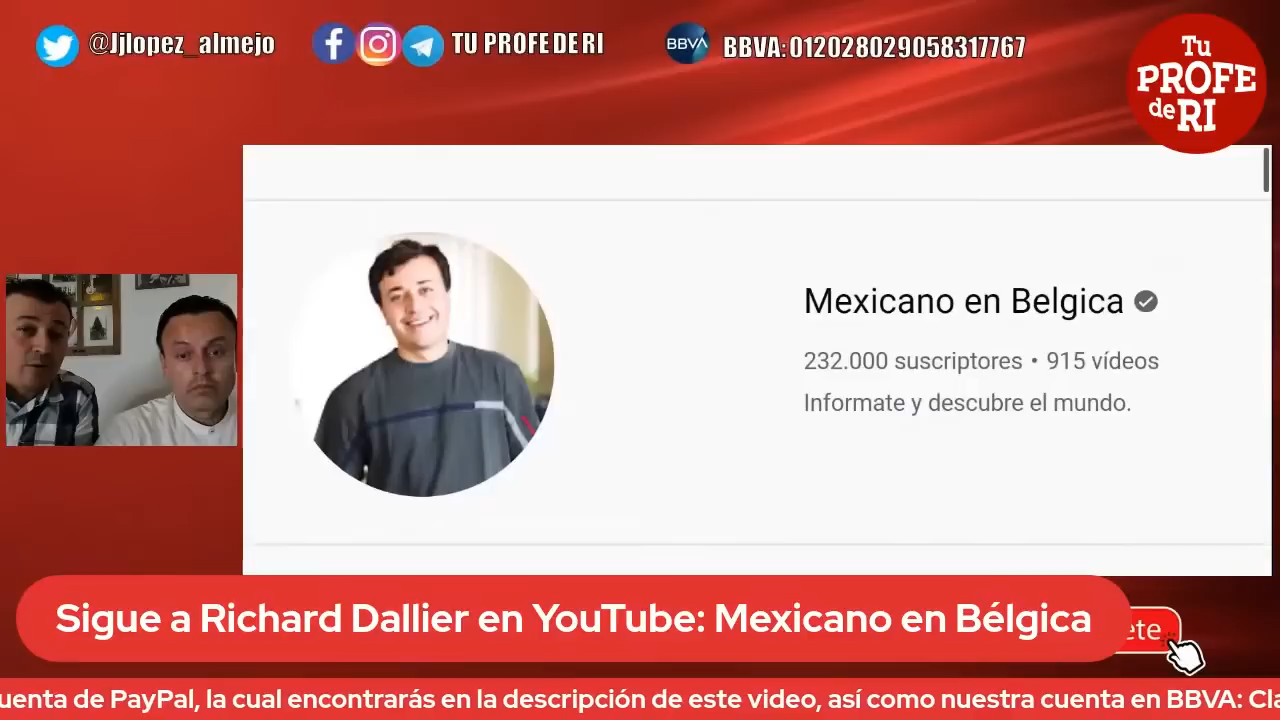 @Jjlopez_almejo
TU PROFE DE RI
BBVA
BBVA: 012028029058317767
Tu
PROFE
de RI
Mexicano en Belgica
232.000 suscriptores • 915 vídeos
Informate y descubre el mundo.
Sigue a Richard Dallier en YouTube: Mexicano en Bélgica
ete
uenta de PayPal, la cual encontrarás en la descripción de este video, así como nuestra cuenta en BBVA: Cla